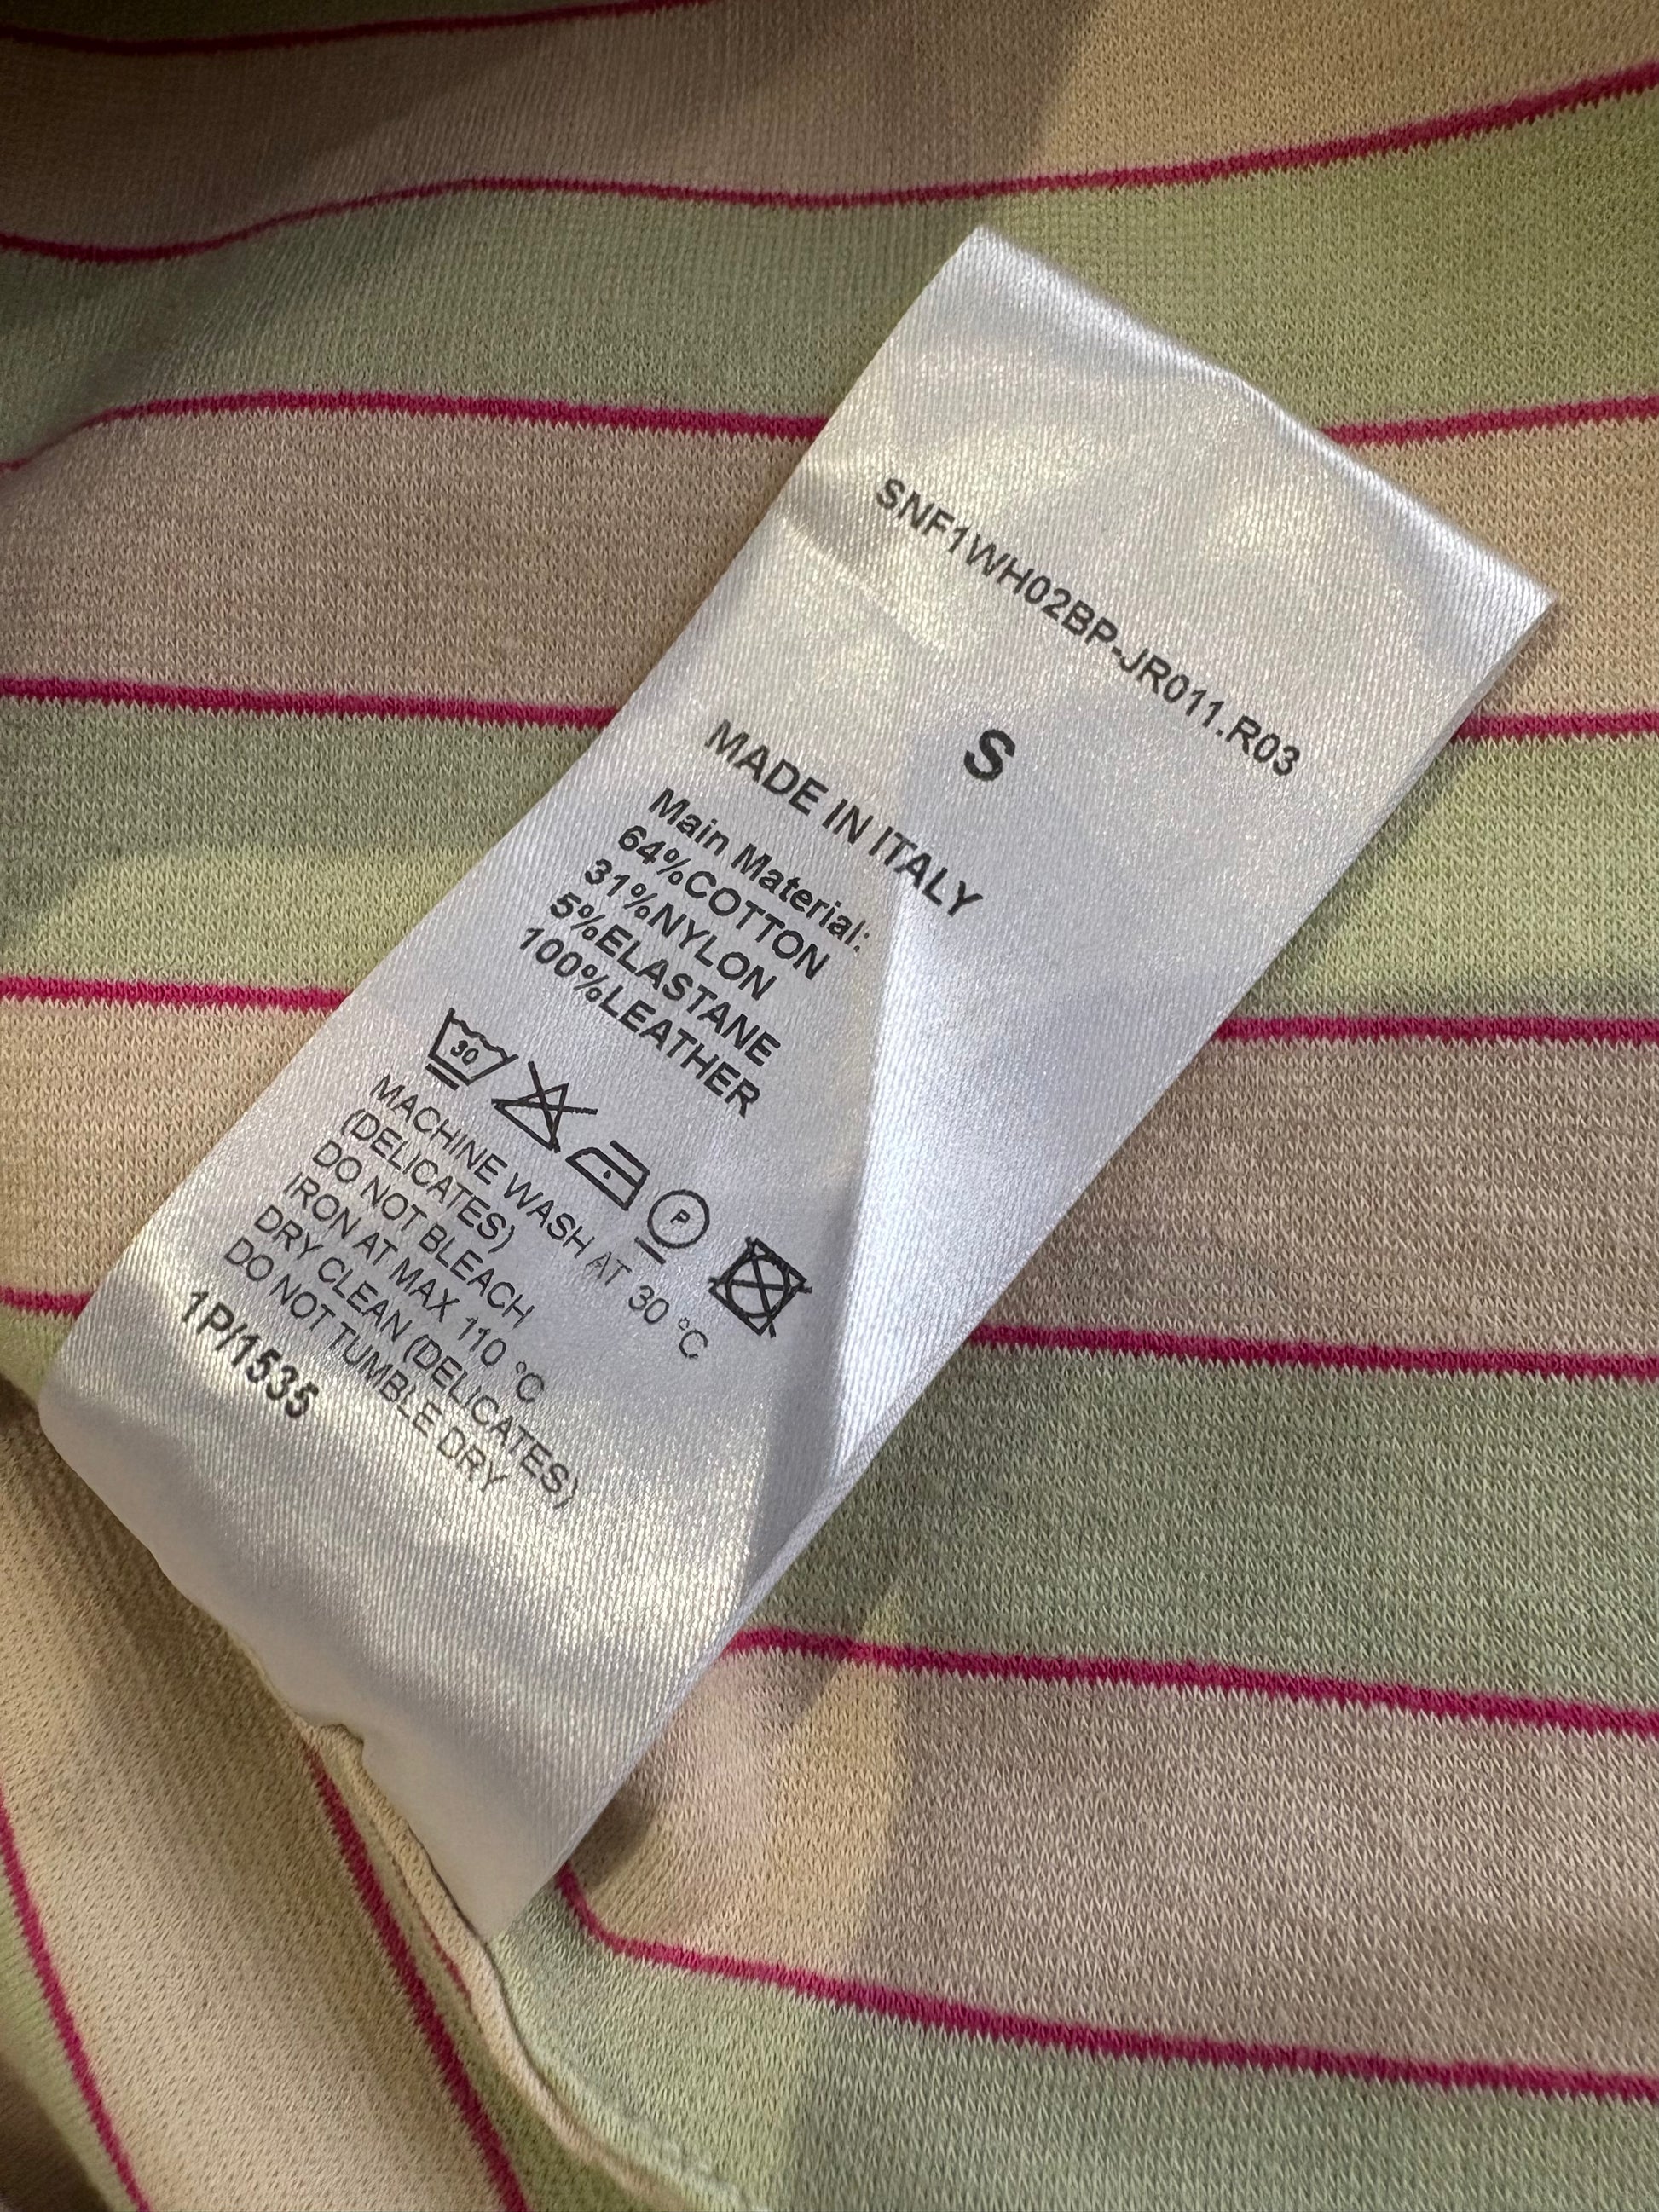 SNF1WH02BP-JR011.R03
S
MADE IN ITALY
Main Material:
64%COTTON
31%NYLON
5%ELASTANE
100%LEATHER
30
P
MACHINE WASH AT 30 °C
(DELICATES)
DO NOT BLEACH
IRON AT MAX 110 °C
DRY CLEAN (DELICATES)
DO NOT TUMBLE DRY
1P/1535